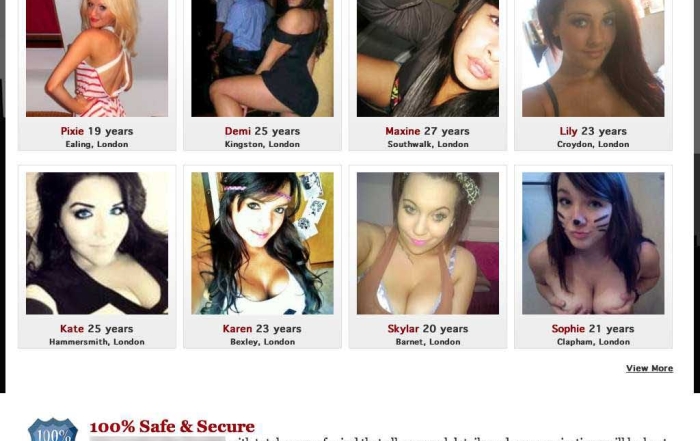 Pixie 19 years
Ealing, London
Demi 25 years
Kingston, London
Maxine 27 years
Southwalk, London
Lily 23 years
Croydon, London
Kate 25 years
Hammersmith, London
Karen 23 years
Bexley, London
Skylar 20 years
Barnet, London
Sophie 21 years
Clapham, London
View More
100%
100% Safe & Secure